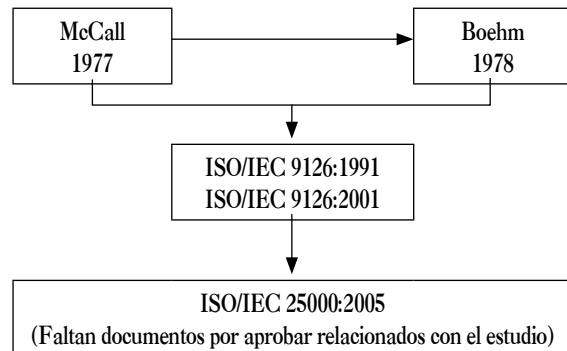 McCall
1977
Boehm
1978
ISO/IEC 9126:1991
ISO/IEC 9126:2001
ISO/IEC 25000:2005
(Faltan documentos por aprobar relacionados con el estudio)